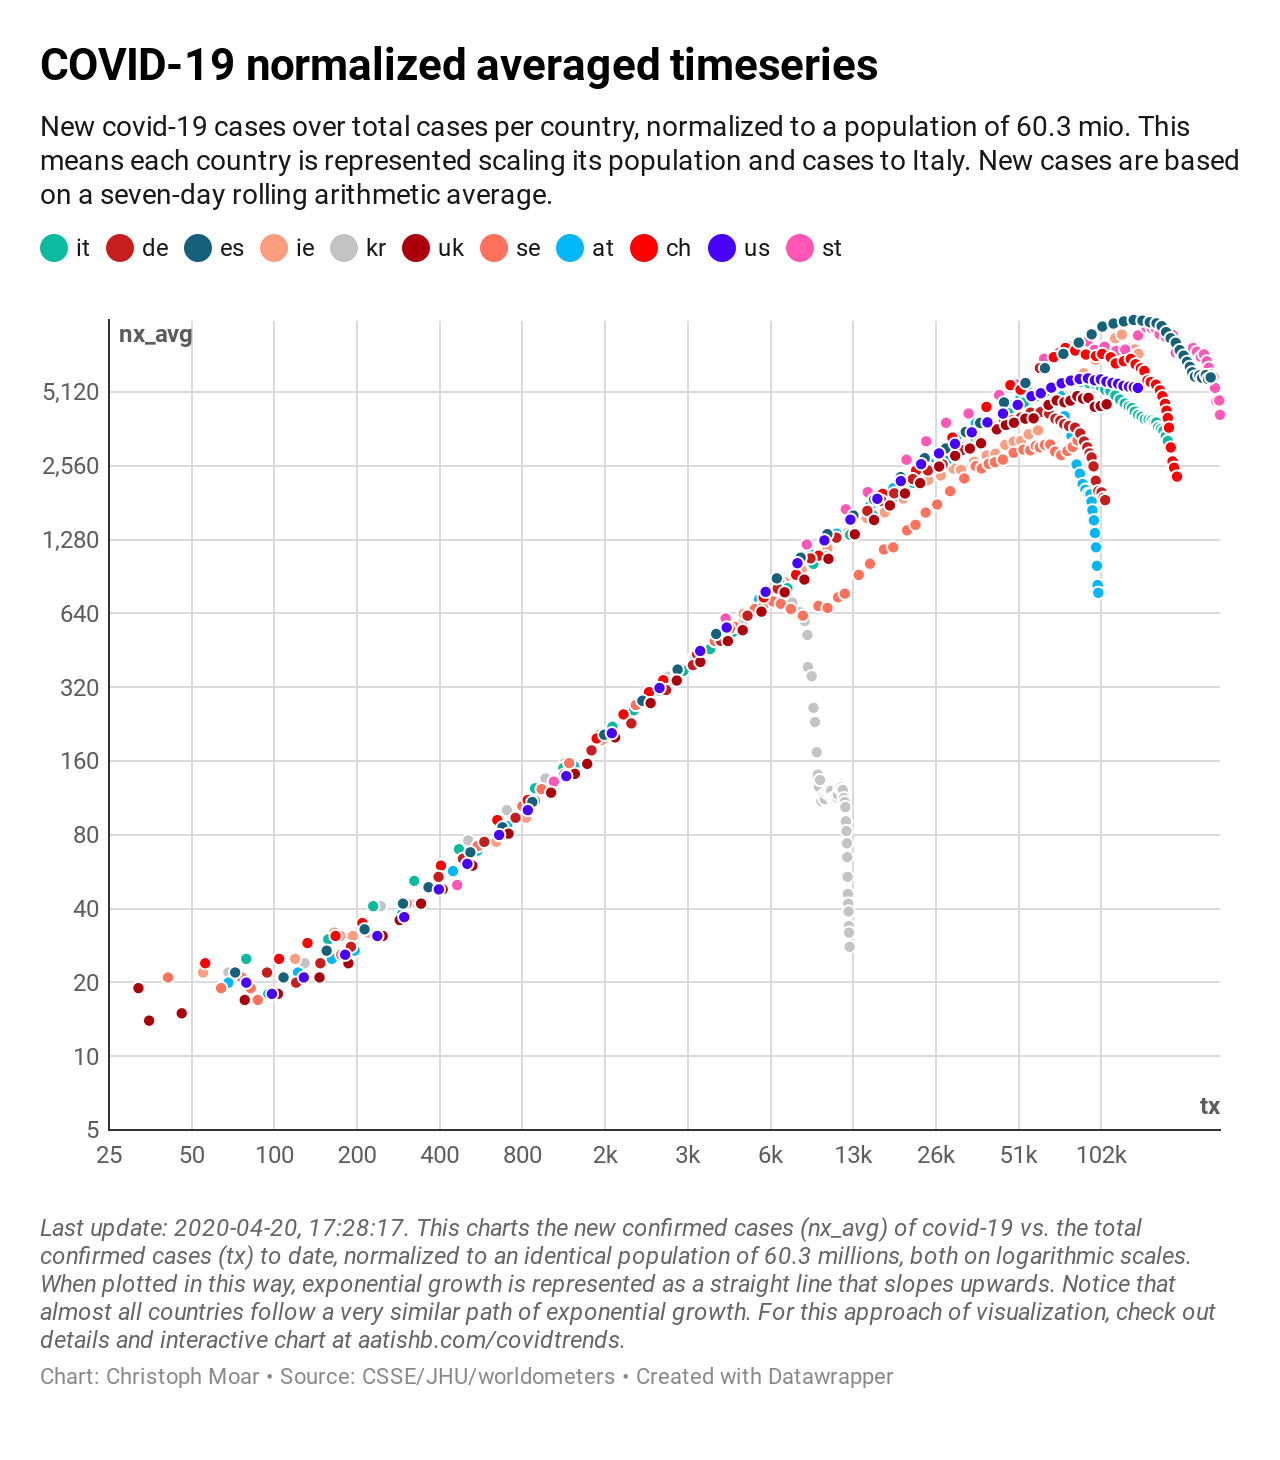 COVID-19 normalized averaged timeseries
New covid-19 cases over total cases per country, normalized to a population of 60.3 mio. This
means each country is represented scaling its population and cases to Italy. New cases are based
on a seven-day rolling arithmetic average.
it de es ie kr uk se at ch us st
nx_avg
5,120
2,560
1,280
640
320
160
80
40
20
10
tx
5
25 50 100 200 400 800 2k 3k 6k 13k 26k 51k 102k
Last update: 2020-04-20, 17:28:17. This charts the new confirmed cases (nx_avg) of covid-19 vs. the total
confirmed cases (tx) to date, normalized to an identical population of 60.3 millions, both on logarithmic scales.
When plotted in this way, exponential growth is represented as a straight line that slopes upwards. Notice that
almost all countries follow a very similar path of exponential growth. For this approach of visualization, check out
details and interactive chart at aatishb.com/covidtrends.
Chart: Christoph Moar • Source: CSSE/JHU/worldometers • Created with Datawrapper